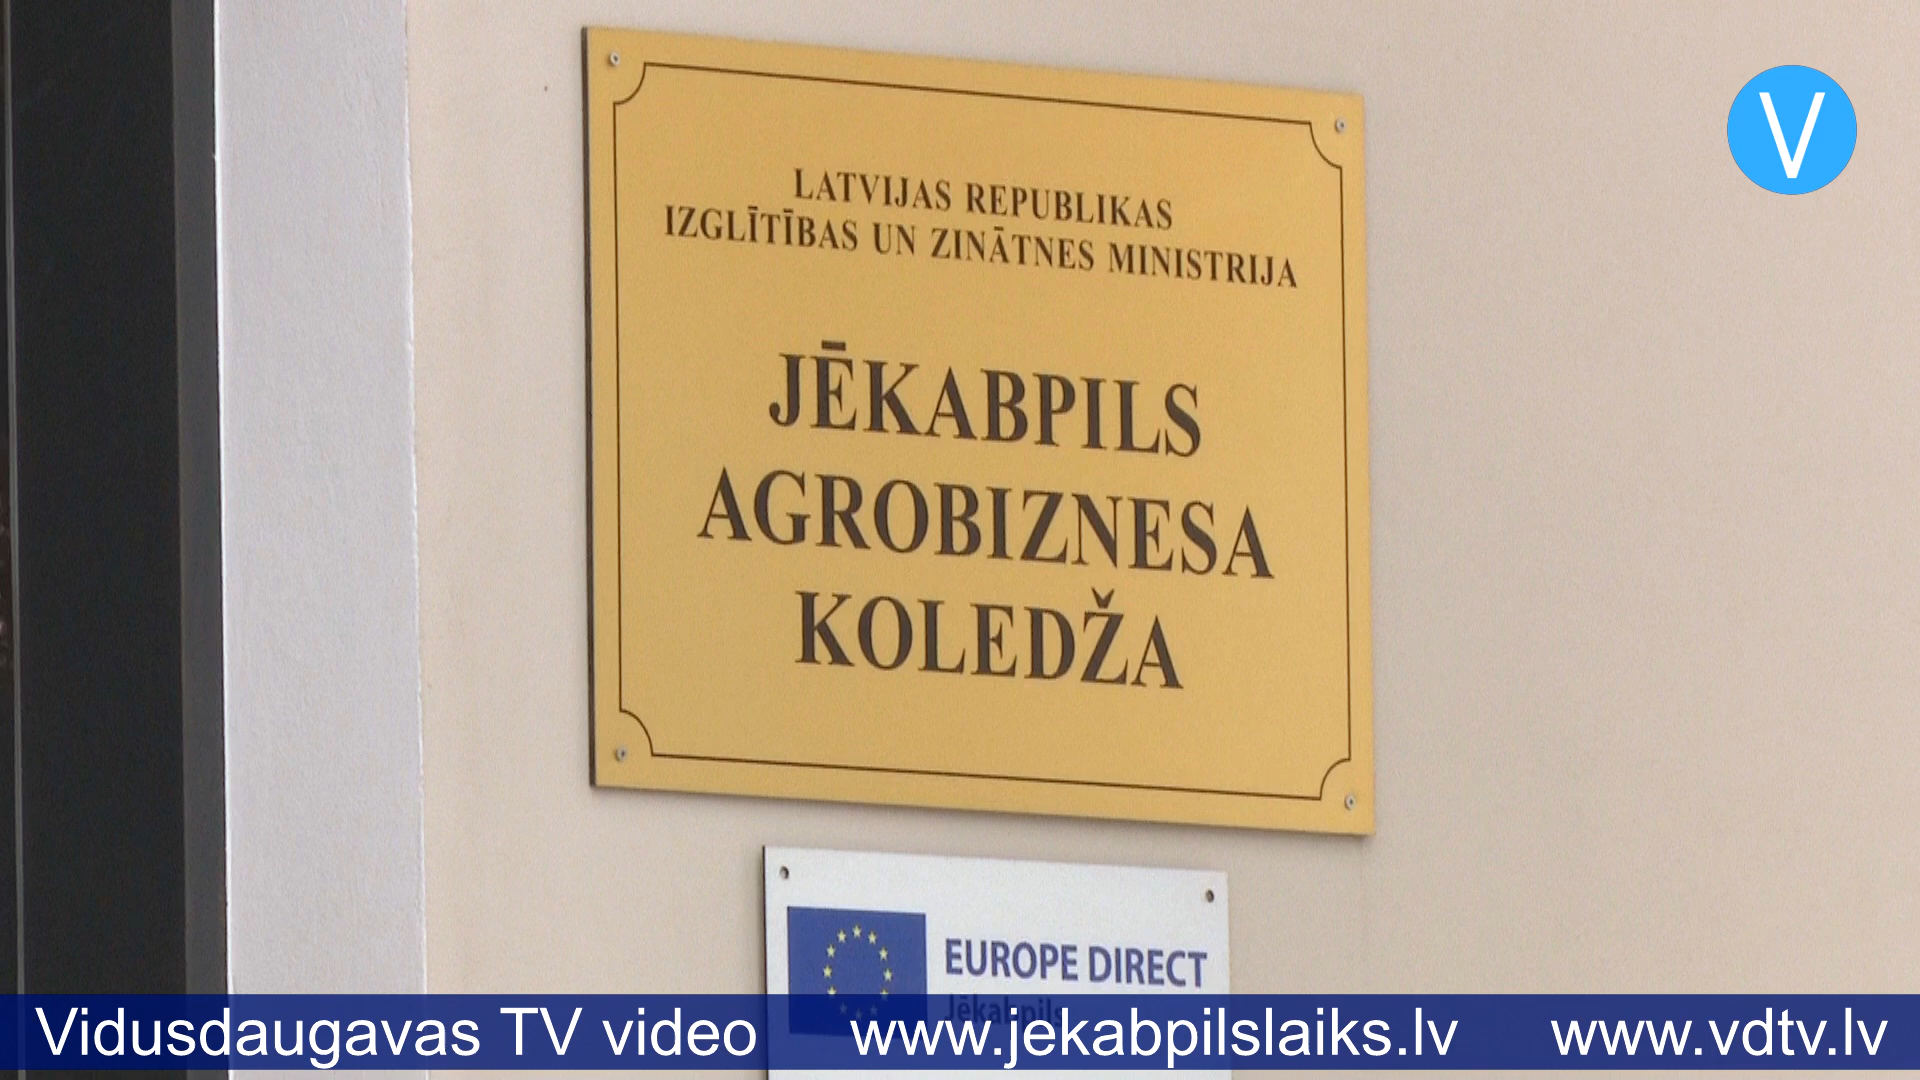 V
LATVIJAS REPUBLIKAS
IZGLĪTĪBAS UN ZINĀTNES MINISTRIJA
JĒKABPILS
AGROBIZNESA
KOLEDŽA
EUROPE DIRECT
Jēkabpils
Vidusdaugavas TV video www.jekabpilslaiks.lv www.vdtv.lv